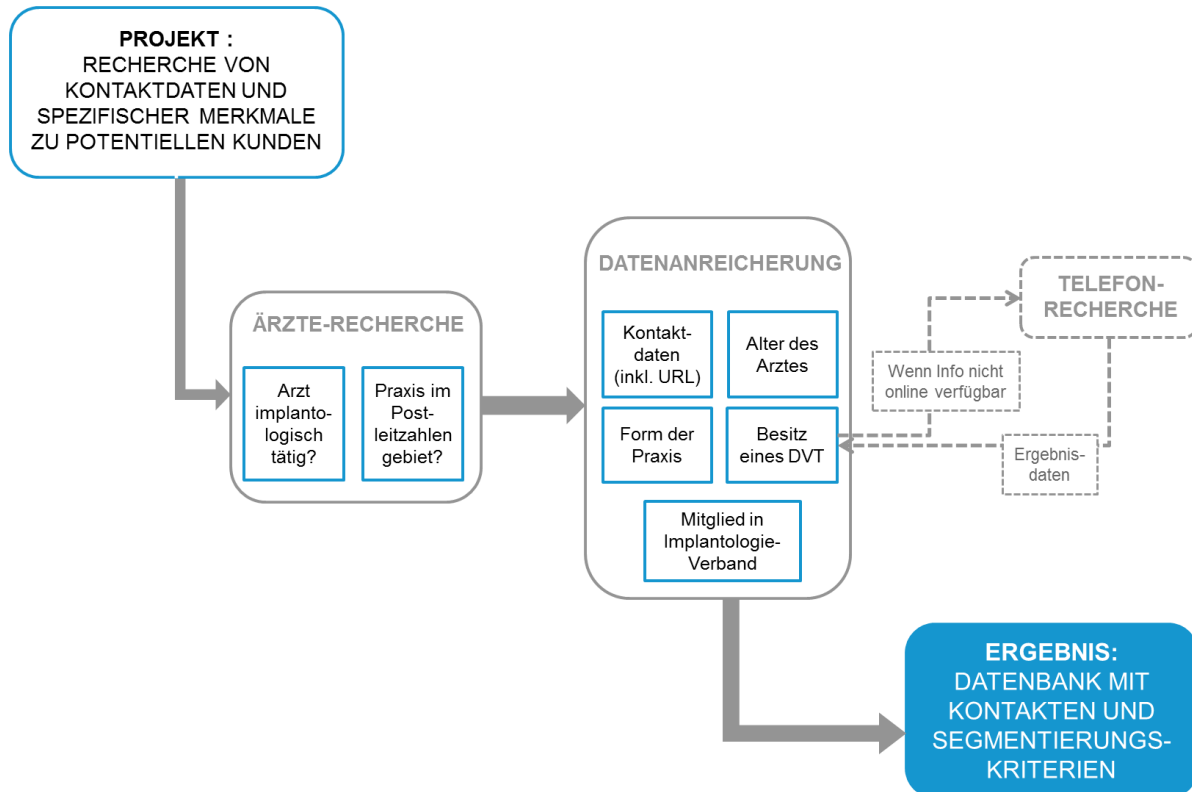 PROJEKT :
RECHERCHE VON
KONTAKTDATEN UND
SPEZIFISCHER MERKMALE
ZU POTENTIELLEN KUNDEN
ÄRZTE-RECHERCHE
Arzt
implanto-
logisch
tätig?
Praxis im
Post-
leitzahlen
gebiet?
DATENANREICHERUNG
Kontakt-
daten
(inkl. URL)
Alter des
Arztes
Form der
Praxis
Besitz
eines DVT
Mitglied in
Implantologie-
Verband
TELEFON-
RECHERCHE
Wenn Info nicht
online verfügbar
Ergebnis-
daten
ERGEBNIS:
DATENBANK MIT
KONTAKTEN UND
SEGMENTIERUNGS-
KRITERIEN